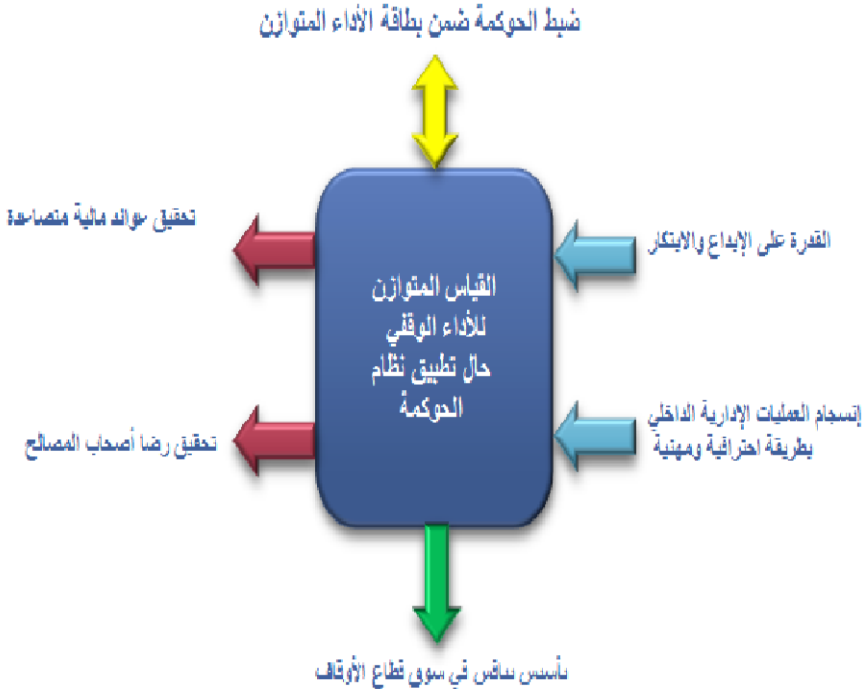 ضبط الحوكمة ضمن بطاقة الأداء المتوازن
القدرة على الإبداع والابتكار
تحقيق عوائد مالية متصاعدة
القياس المتوازن
للأداء الوقفي
حال تطبيق نظام
الحوكمة
إنسجام العمليات الإدارية الداخلي
بطريقة احترافية ومهنية
تحقيق رضا أصحاب المصالح
تأسيس تنافس في سوق قطاع الأوقاف